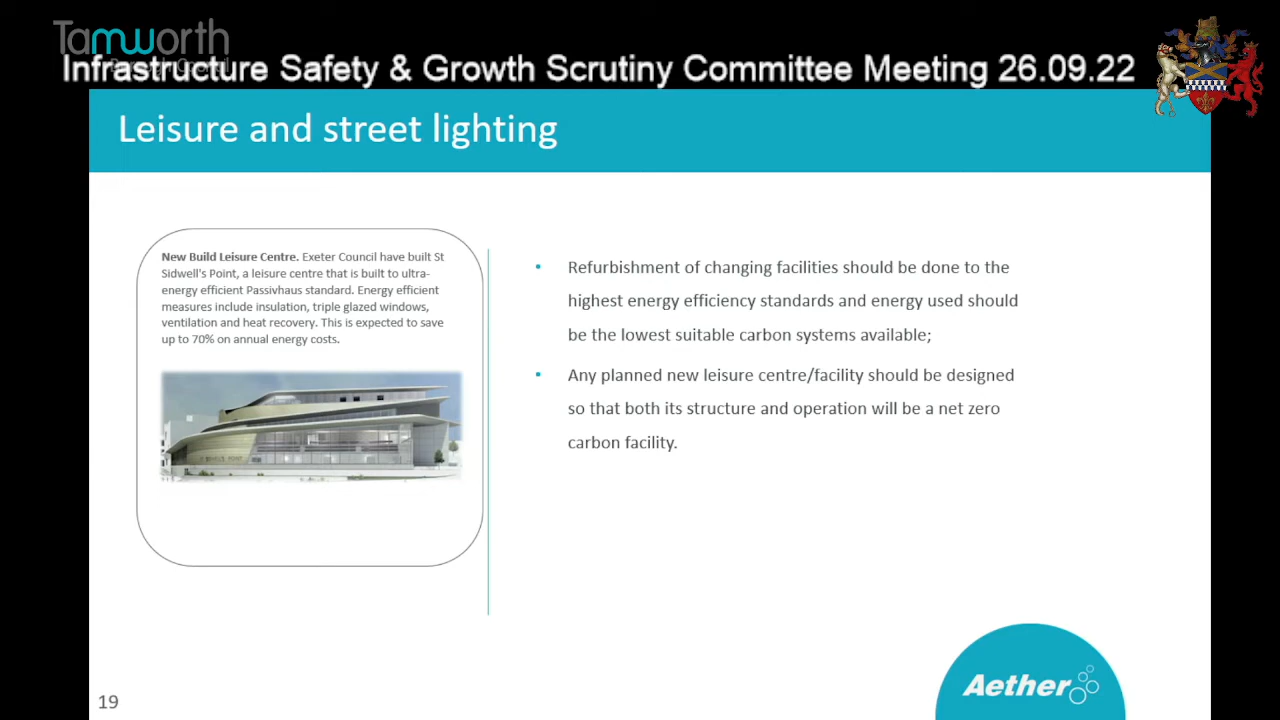 Tamworth
Borough Council
Infrastructure Safety & Growth Scrutiny Committee Meeting 26.09.22
Leisure and street lighting
New Build Leisure Centre. Exeter Council have built St
Sidwell's Point, a leisure centre that is built to ultra-
energy efficient Passivhaus standard. Energy efficient
measures include insulation, triple glazed windows,
ventilation and heat recovery. This is expected to save
up to 70% on annual energy costs.
• Refurbishment of changing facilities should be done to the
highest energy efficiency standards and energy used should
be the lowest suitable carbon systems available;
• Any planned new leisure centre/facility should be designed
so that both its structure and operation will be a net zero
carbon facility.
Aether
19